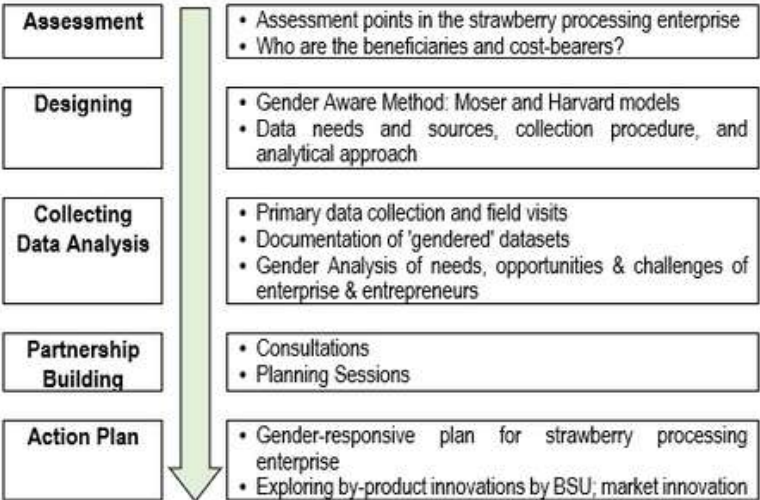 Assessment
• Assessment points in the strawberry processing enterprise
• Who are the beneficiaries and cost-bearers?
Designing
• Gender Aware Method: Moser and Harvard models
• Data needs and sources, collection procedure, and
analytical approach
Collecting
Data Analysis
• Primary data collection and field visits
• Documentation of 'gendered' datasets
• Gender Analysis of needs, opportunities & challenges of
enterprise & entrepreneurs
Partnership
Building
• Consultations
• Planning Sessions
Action Plan
• Gender-responsive plan for strawberry processing
enterprise
• Exploring by-product innovations by BSU; market innovation